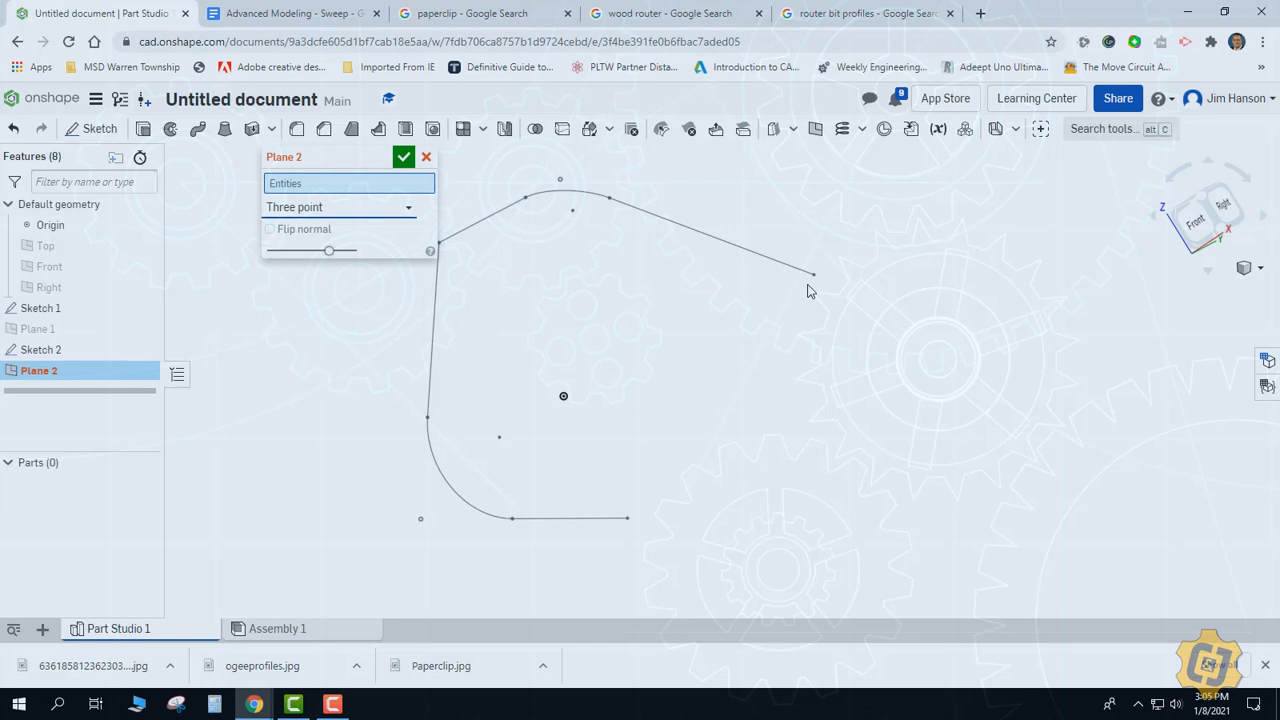 Untitled document | Part Studio 1
Advanced Modeling - Sweep - G
paperclip - Google Search
wood router - Google Search
router bit profiles - Google Sear
cad.onshape.com/documents/9a3dcfe605d1bf7cab18e5a/w/7fdb706ca8757b1d9724cebd/e/3f4be391fe0b6fbac7aded05
Apps
MSD Warren Township
Adobe creative des...
Imported From IE
Definitive Guide to...
PLTW Partner Dista...
Introduction to CA...
Weekly Engineering...
Adeept Uno Ultima...
The Move Circuit A...
»
onshape
Untitled document
Main
9
App Store
Learning Center
Share
Jim Hanson
Sketch
(x)
Search tools...
alt C
Features (8)
Filter by name or type
Default geometry
Origin
Top
Front
Right
Sketch 1
Plane 1
Sketch 2
Plane 2
Parts (0)
Plane 2
Entities
Three point
Flip normal
Z
Front
Right
X
Y
Part Studio 1
Assembly 1
636185812362303....jpg
ogeeprofiles.jpg
Paperclip.jpg
Show all
3:05 PM
1/8/2021